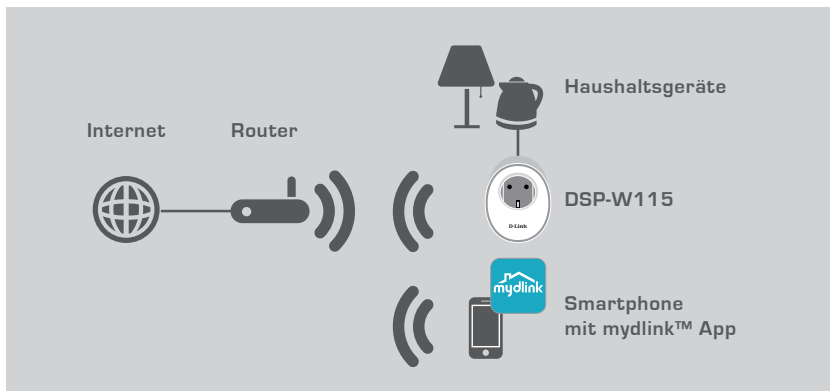 Haushaltsgeräte
Internet
Router
DSP-W115
D-Link
mydlink
Smartphone
mit mydlink™ App